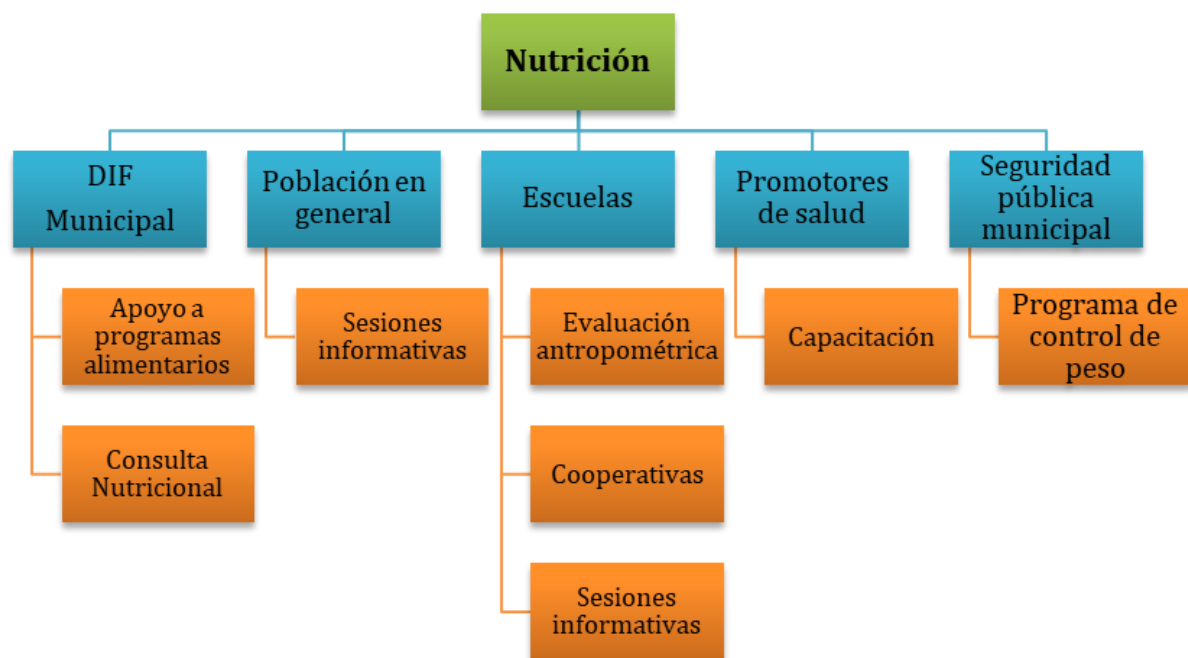 Nutrición
DIF
Municipal
Población en
general
Escuelas
Promotores
de salud
Seguridad
pública
municipal
Apoyo a
programas
alimentarios
Sesiones
informativas
Evaluación
antropométrica
Capacitación
Programa de
control de
peso
Consulta
Nutricional
Cooperativas
Sesiones
informativas